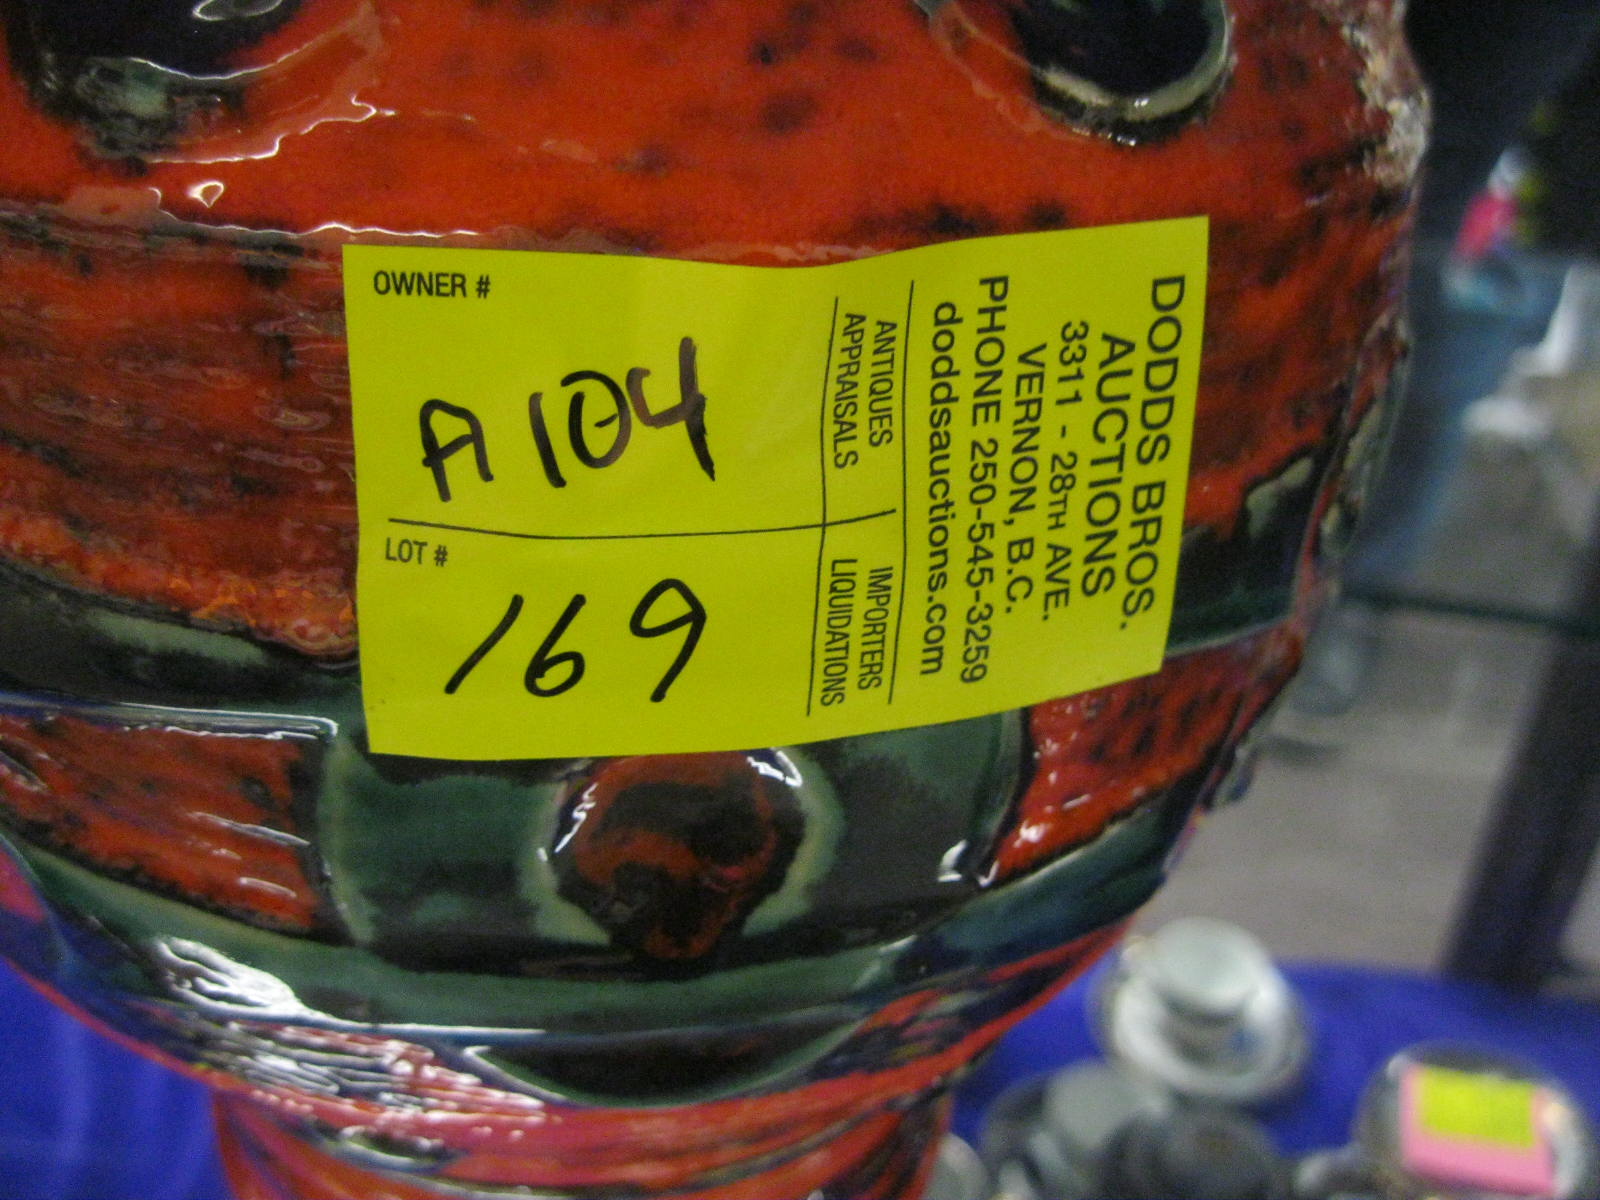 OWNER #
A104
LOT #
169
ANTIQUES
APPRAISALS
IMPORTERS
LIQUIDATIONS
DODDS BROS.
AUCTIONS
3311 - 28TH AVE.
VERNON, B.C.
PHONE 250-545-3259
doddsauctions.com